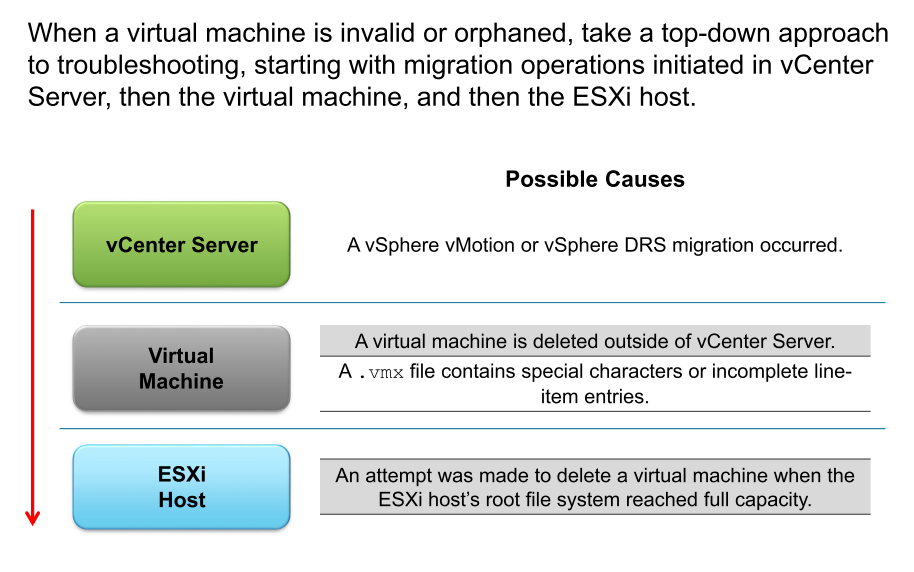 When a virtual machine is invalid or orphaned, take a top-down approach
to troubleshooting, starting with migration operations initiated in vCenter
Server, then the virtual machine, and then the ESXi host.
Possible Causes
vCenter Server
A vSphere vMotion or vSphere DRS migration occurred.
Virtual
Machine
A virtual machine is deleted outside of vCenter Server.
A .vmx file contains special characters or incomplete line-
item entries.
ESXi
Host
An attempt was made to delete a virtual machine when the
ESXi host’s root file system reached full capacity.